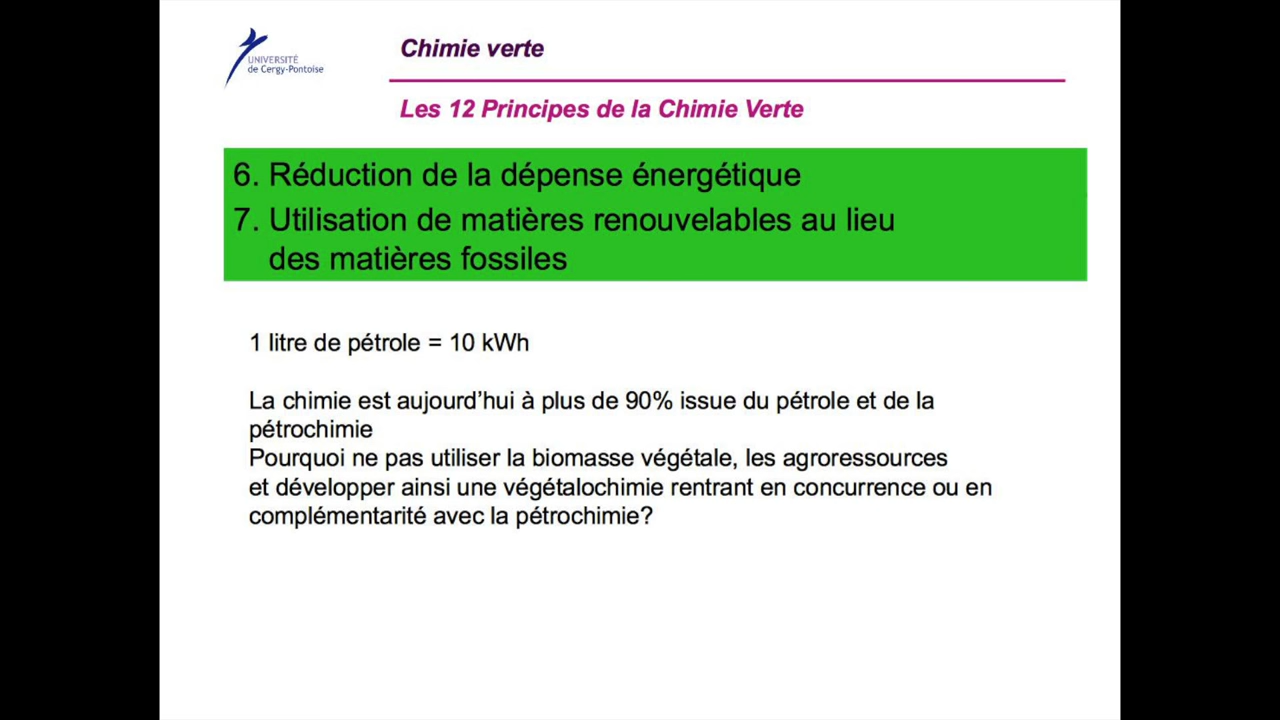 UNIVERSITÉ
de Cergy-Pontoise
Chimie verte
Les 12 Principes de la Chimie Verte
6. Réduction de la dépense énergétique
7. Utilisation de matières renouvelables au lieu
des matières fossiles
1 litre de pétrole = 10 kWh
La chimie est aujourd’hui à plus de 90% issue du pétrole et de la
pétrochimie
Pourquoi ne pas utiliser la biomasse végétale, les agroressources
et développer ainsi une végétalochimie rentrant en concurrence ou en
complémentarité avec la pétrochimie?